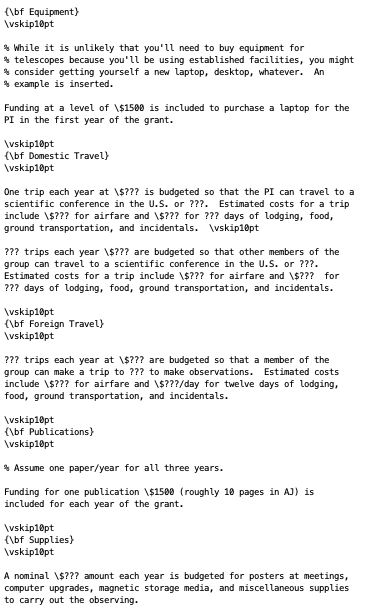 {\bf Equipment}
\vskip10pt
% While it is unlikely that you'll need to buy equipment for
% telescopes because you'll be using established facilities, you might
% consider getting yourself a new laptop, desktop, whatever.  An
% example is inserted.
Funding at a level of \$1500 is included to purchase a laptop for the
PI in the first year of the grant.
\vskip10pt
{\bf Domestic Travel}
\vskip10pt
One trip each year at \$??? is budgeted so that the PI can travel to a
scientific conference in the U.S. or ???.  Estimated costs for a trip
include \$??? for airfare and \$??? for ??? days of lodging, food,
ground transportation, and incidentals.  \vskip10pt
??? trips each year \$??? are budgeted so that other members of the
group can travel to a scientific conference in the U.S. or ???.
Estimated costs for a trip include \$??? for airfare and \$???  for
??? days of lodging, food, ground transportation, and incidentals.
\vskip10pt
{\bf Foreign Travel}
\vskip10pt
??? trips each year at \$??? are budgeted so that a member of the
group can make a trip to ??? to make observations.  Estimated costs
include \$??? for airfare and \$???/day for twelve days of lodging,
food, ground transportation, and incidentals.
\vskip10pt
{\bf Publications}
\vskip10pt
% Assume one paper/year for all three years.
Funding for one publication \$1500 (roughly 10 pages in AJ) is
included for each year of the grant.
\vskip10pt
{\bf Supplies}
\vskip10pt
A nominal \$??? amount each year is budgeted for posters at meetings,
computer upgrades, magnetic storage media, and miscellaneous supplies
to carry out the observing.